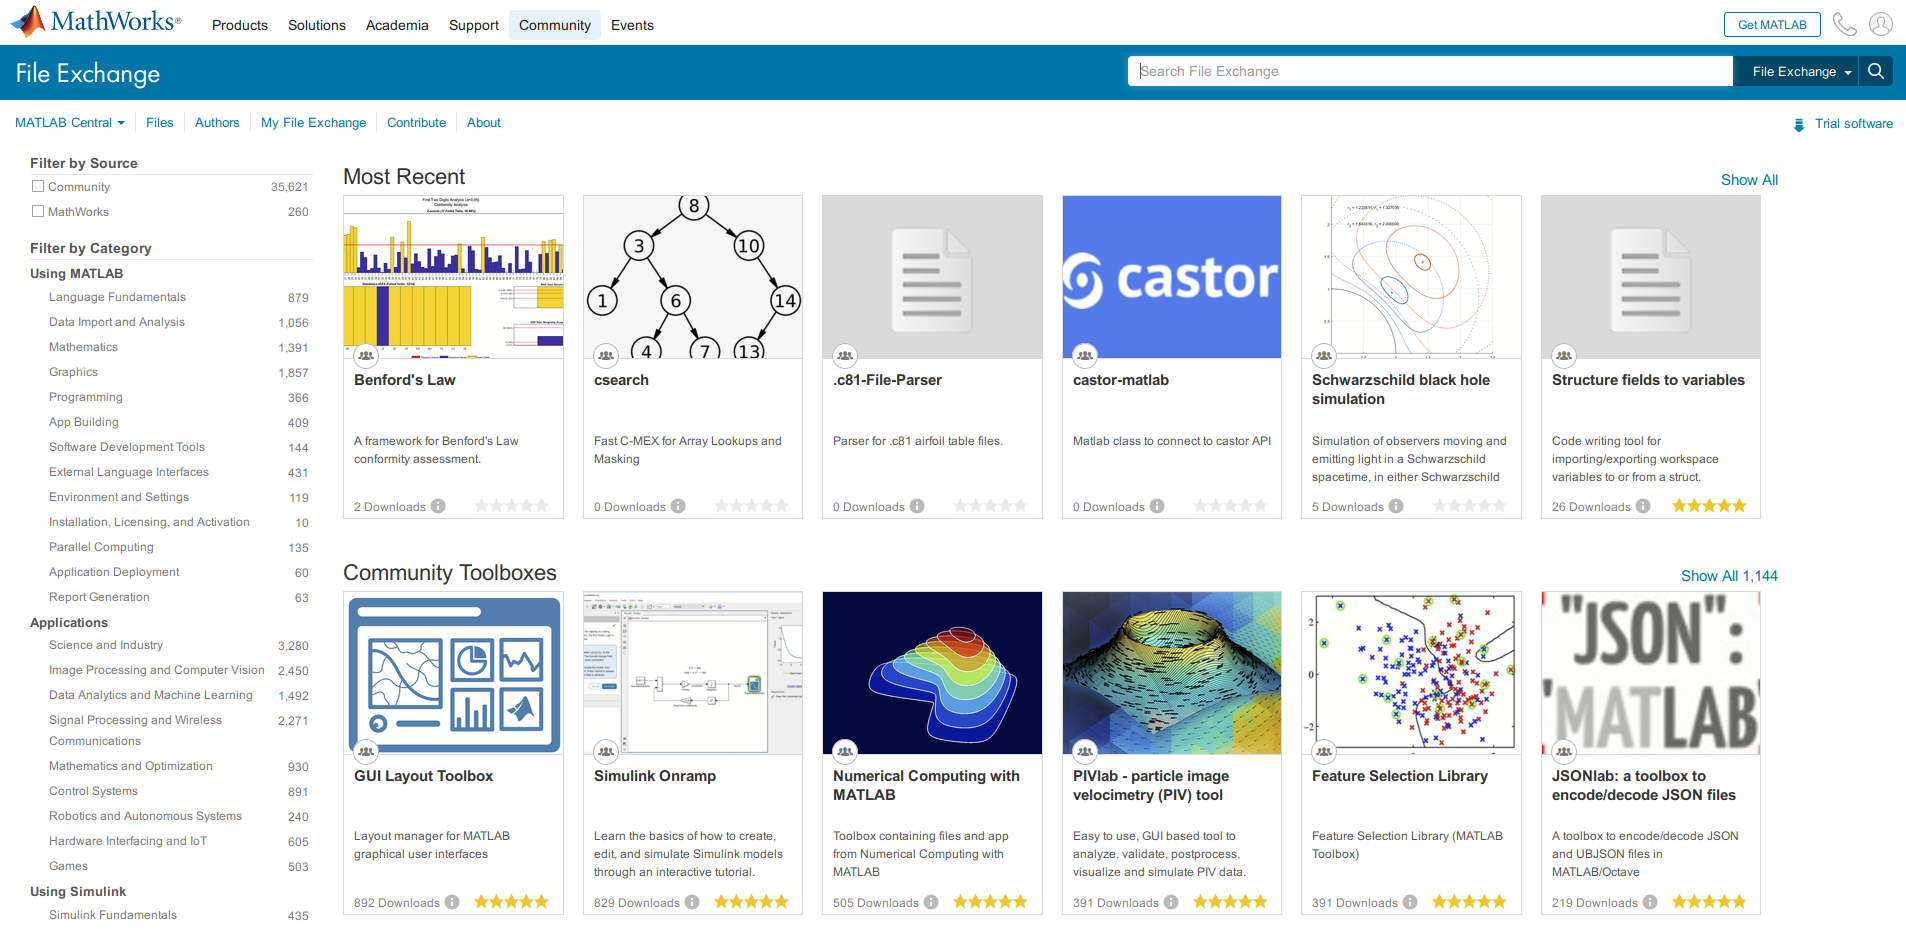 MathWorks®
Products
Solutions
Academia
Support
Community
Events
Get MATLAB
File Exchange
Search File Exchange
File Exchange
MATLAB Central
Files
Authors
My File Exchange
Contribute
About
Trial software
Filter by Source
Community 35,621
MathWorks 260
Filter by Category
Using MATLAB
Language Fundamentals 879
Data Import and Analysis 1,056
Mathematics 1,391
Graphics 1,857
Programming 366
App Building 409
Software Development Tools 144
External Language Interfaces 431
Environment and Settings 119
Installation, Licensing, and Activation 10
Parallel Computing 135
Application Deployment 60
Report Generation 63
Applications
Science and Industry 3,280
Image Processing and Computer Vision 2,450
Data Analytics and Machine Learning 1,492
Signal Processing and Wireless 2,271
Communications
Mathematics and Optimization 930
Control Systems 891
Robotics and Autonomous Systems 240
Hardware Interfacing and IoT 605
Games 503
Using Simulink
Simulink Fundamentals 435
Most Recent
Show All
First Two Digits Analysis
Conformity Analysis
Benford's Law
A framework for Benford's Law
conformity assessment.
2 Downloads
8
3 10
1 6 14
4 7 13
csearch
Fast C-MEX for Array Lookups and
Masking
0 Downloads
.c81-File-Parser
Parser for .c81 airfoil table files.
0 Downloads
castor
castor-matlab
Matlab class to connect to castor API
0 Downloads
Schwarzschild black hole
simulation
Simulation of observers moving and
emitting light in a Schwarzschild
spacetime, in either Schwarzschild
5 Downloads
Structure fields to variables
Code writing tool for
importing/exporting workspace
variables to or from a struct.
26 Downloads
Community Toolboxes
Show All 1,144
GUI Layout Toolbox
Layout manager for MATLAB
graphical user interfaces
892 Downloads
Simulink Onramp
Learn the basics of how to create,
edit, and simulate Simulink models
through an interactive tutorial.
829 Downloads
Numerical Computing with
MATLAB
Toolbox containing files and app
from Numerical Computing with
MATLAB
505 Downloads
PIVlab - particle image
velocimetry (PIV) tool
Easy to use, GUI based tool to
analyze, validate, postprocess,
visualize and simulate PIV data.
391 Downloads
2
0
−2
Feature Selection Library
Feature Selection Library (MATLAB
Toolbox)
391 Downloads
"JSON":
"MATLAB
JSONlab: a toolbox to
encode/decode JSON files
A toolbox to encode/decode JSON
and UBJSON files in
MATLAB/Octave
219 Downloads